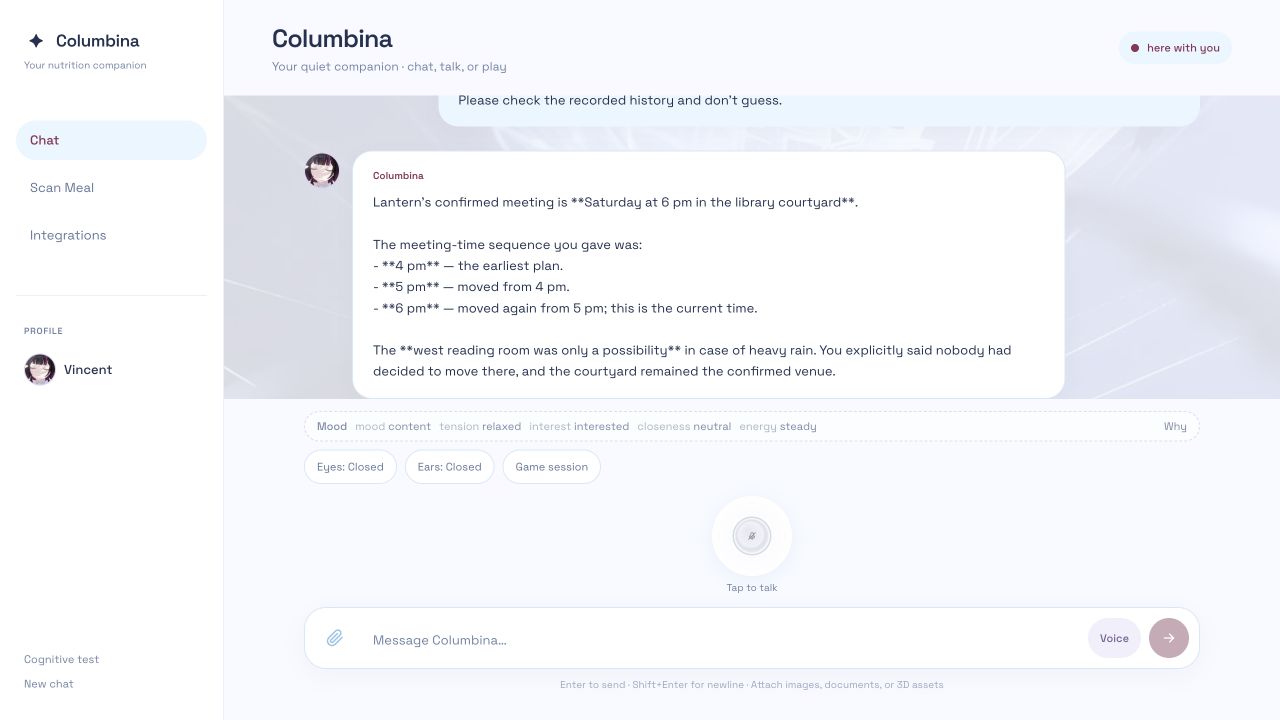 Columbina
Your nutrition companion
Chat
Scan Meal
Integrations
PROFILE
Vincent
Cognitive test
New chat
Columbina
Your quiet companion · chat, talk, or play
here with you
Please check the recorded history and don't guess.
Columbina
Lantern's confirmed meeting is **Saturday at 6 pm in the library courtyard**.
The meeting-time sequence you gave was:
- **4 pm** — the earliest plan.
- **5 pm** — moved from 4 pm.
- **6 pm** — moved again from 5 pm; this is the current time.
The **west reading room was only a possibility** in case of heavy rain. You explicitly said nobody had
decided to move there, and the courtyard remained the confirmed venue.
Mood mood content tension relaxed interest interested closeness neutral energy steady Why
Eyes: Closed Ears: Closed Game session
Tap to talk
Message Columbina... Voice
Enter to send · Shift+Enter for newline · Attach images, documents, or 3D assets